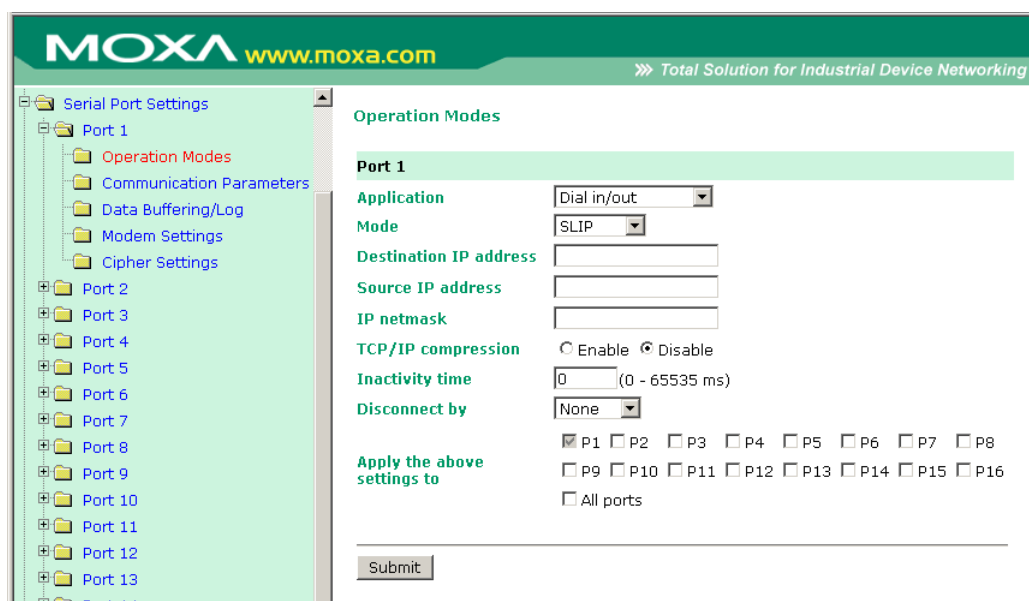 MOXA www.moxa.com
Total Solution for Industrial Device Networking
Serial Port Settings
Port 1
Operation Modes
Communication Parameters
Data Buffering/Log
Modem Settings
Cipher Settings
Port 2
Port 3
Port 4
Port 5
Port 6
Port 7
Port 8
Port 9
Port 10
Port 11
Port 12
Port 13
Operation Modes
Port 1
Application Dial in/out
Mode SLIP
Destination IP address
Source IP address
IP netmask
TCP/IP compression Enable Disable
Inactivity time 0 (0 - 65535 ms)
Disconnect by None
Apply the above settings to
P1 P2 P3 P4 P5 P6 P7 P8
P9 P10 P11 P12 P13 P14 P15 P16
All ports
Submit